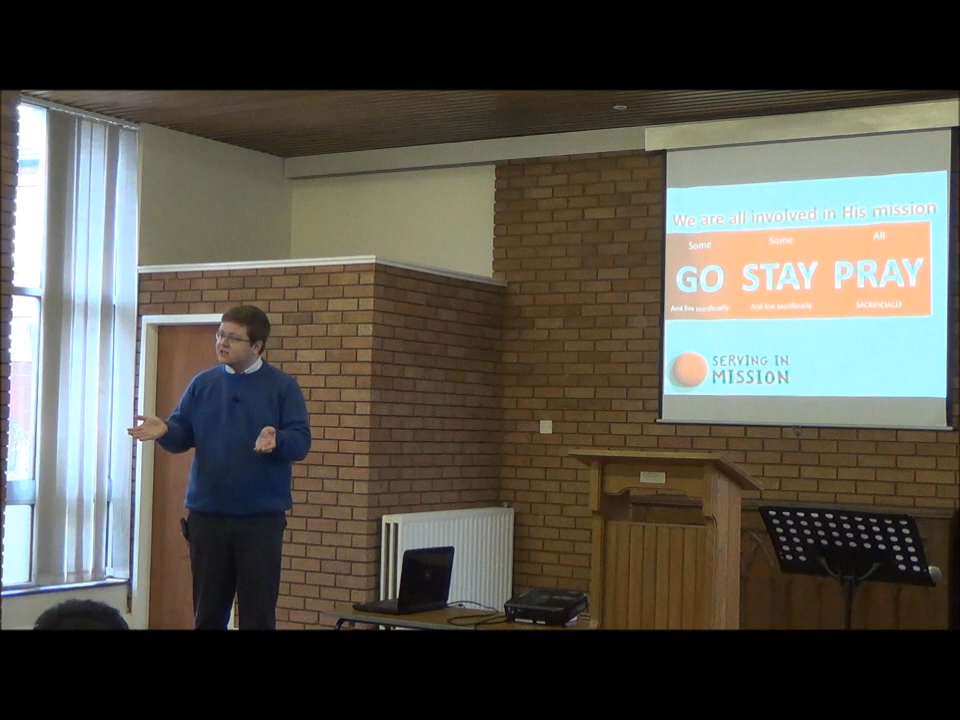 We are all involved in His mission
Some Some All
GO STAY PRAY
And live sacrificially And live sacrificially SACRIFICIALLY
SERVING IN
MISSION